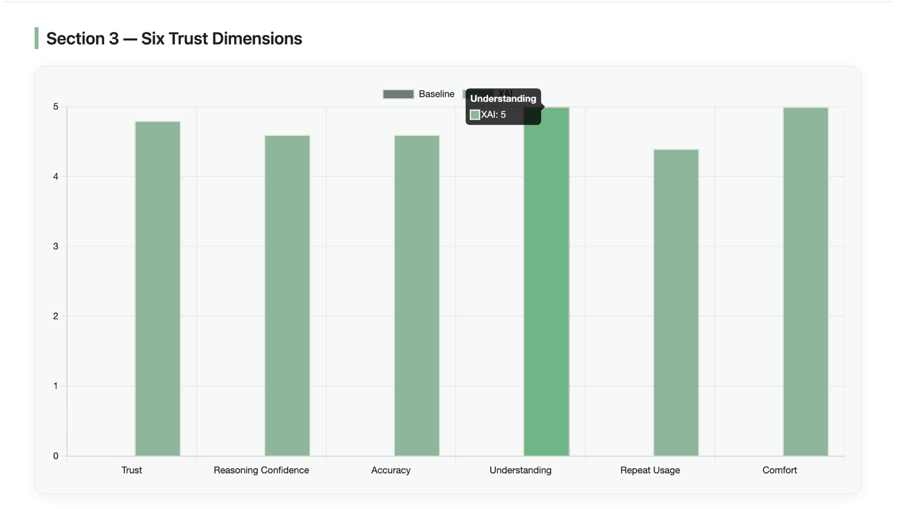 Section 3 — Six Trust Dimensions
Baseline
Understanding
XAI: 5
5
4
3
2
1
0
Trust Reasoning Confidence Accuracy Understanding Repeat Usage Comfort